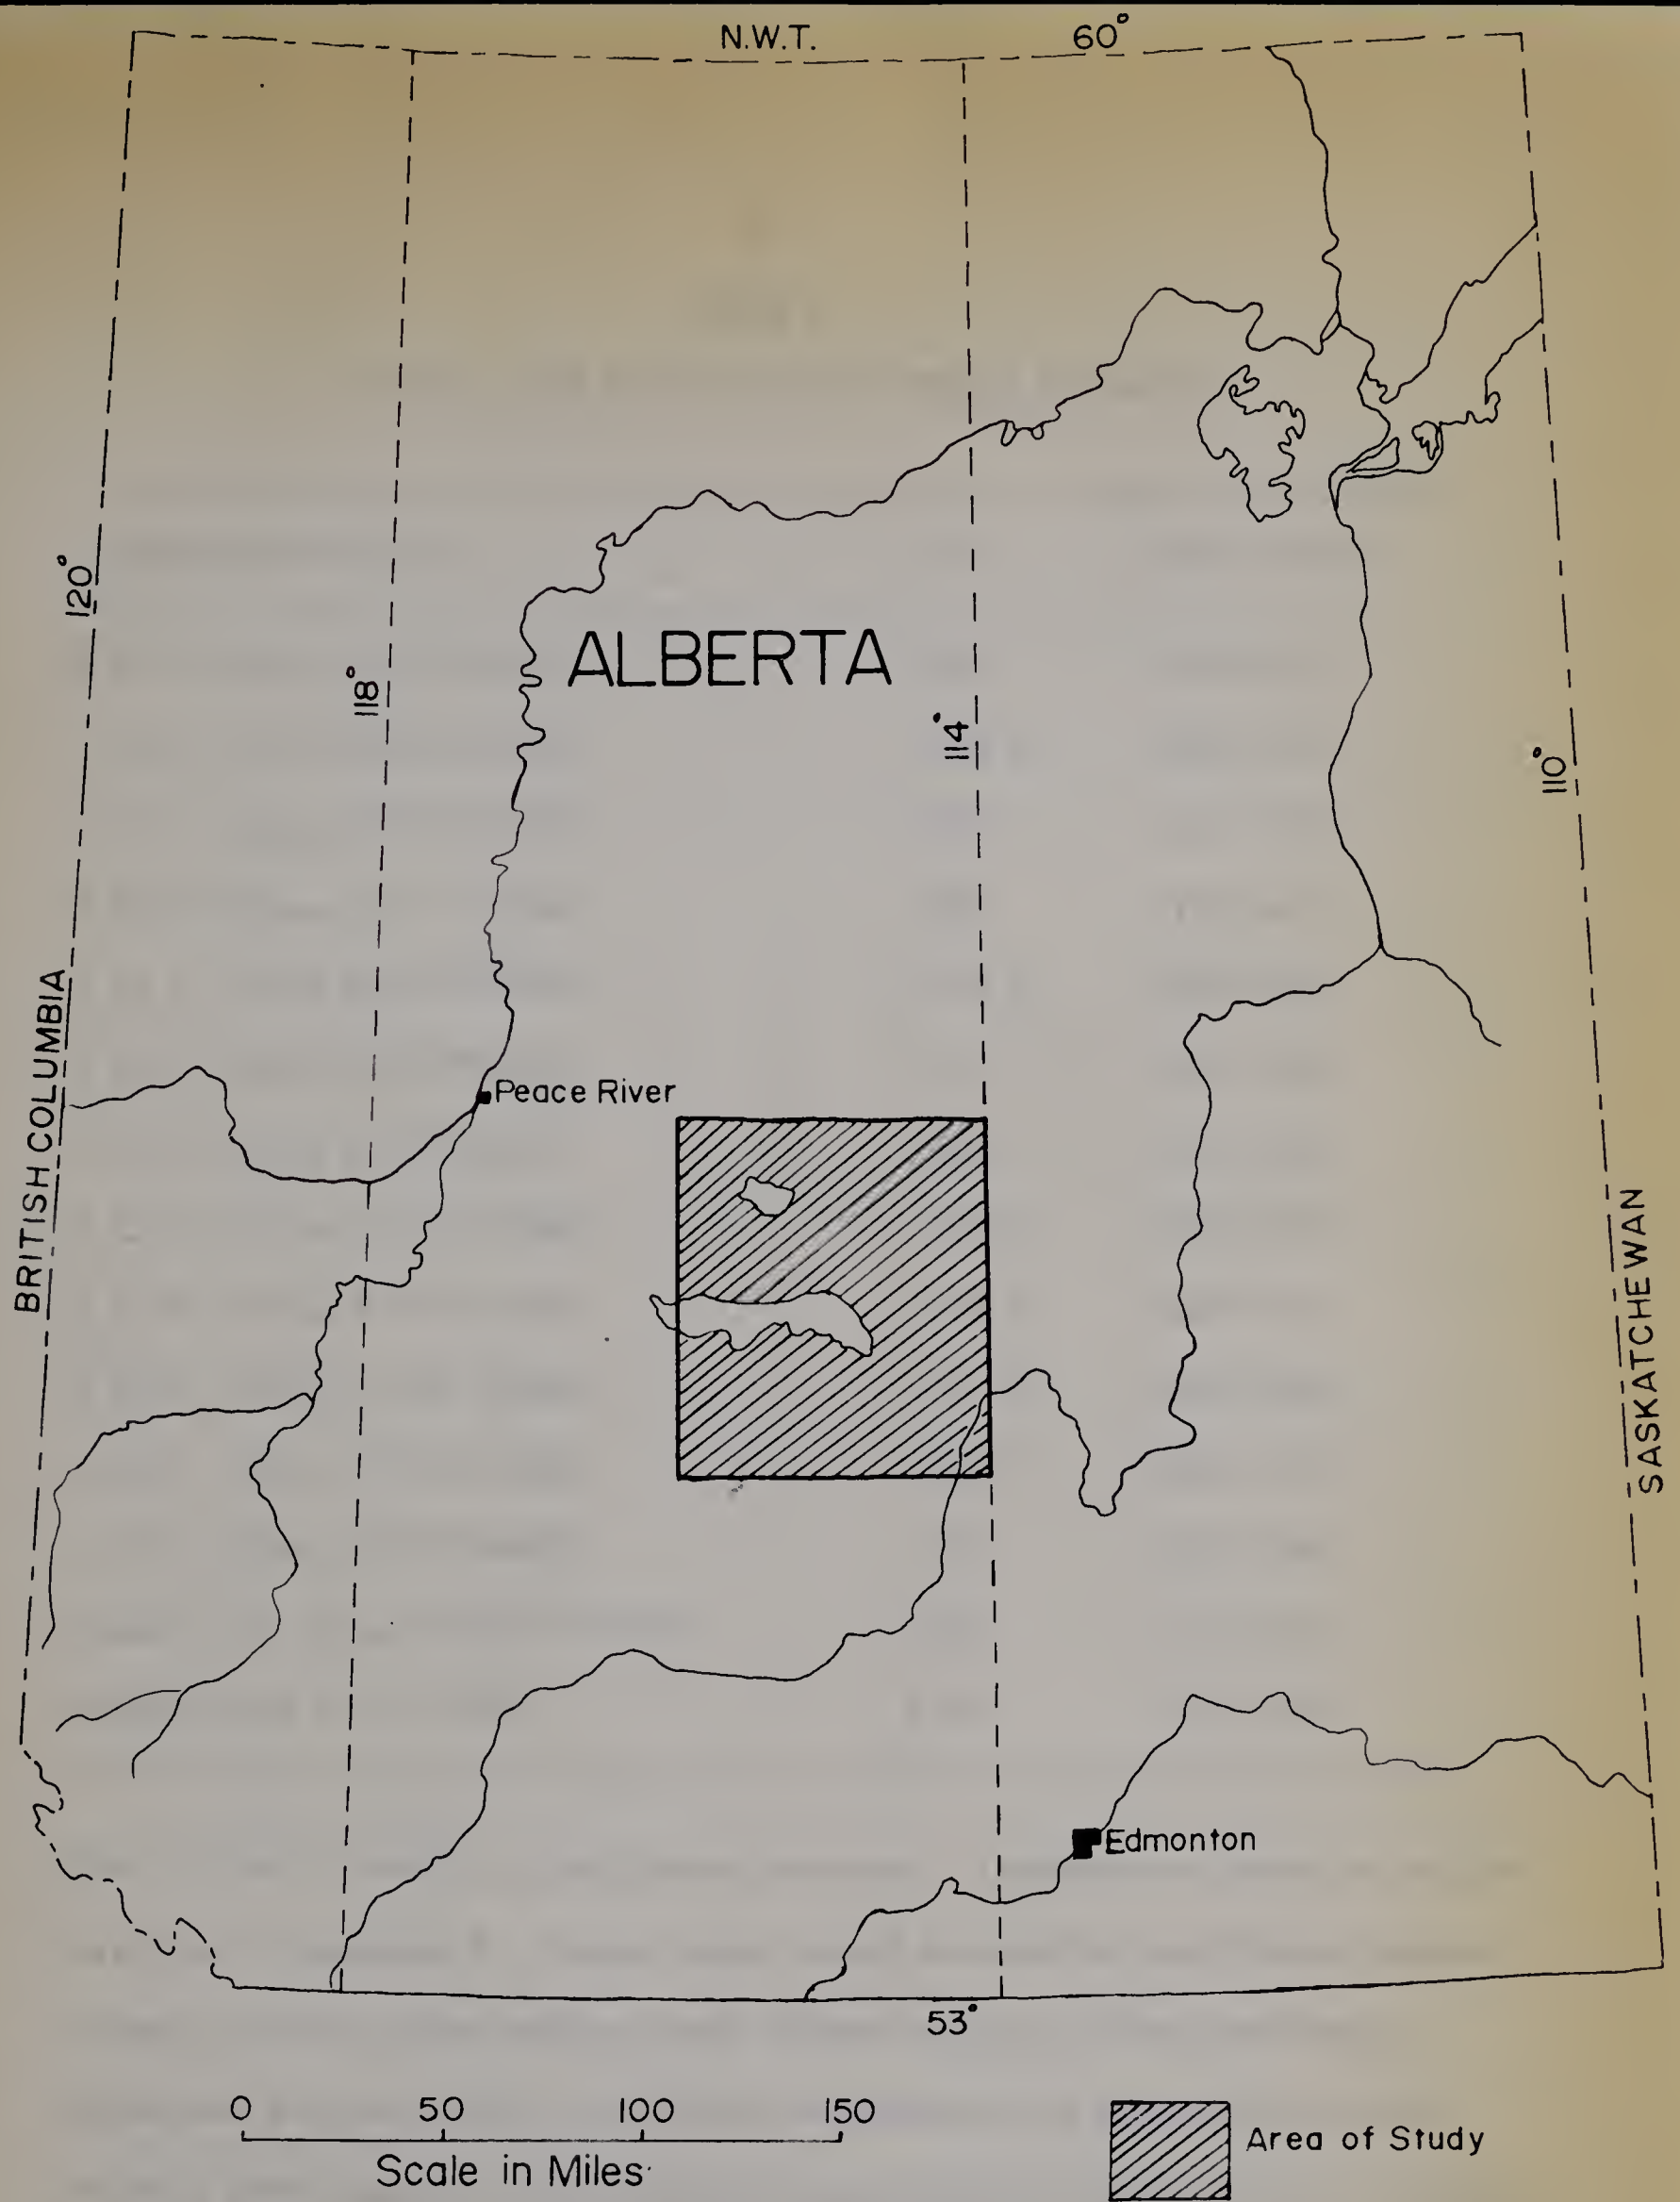 N.W.T.
60°
120°
118°
ALBERTA
114°
110°
BRITISH COLUMBIA
Peace River
SASKATCHEWAN
Edmonton
53°
0 50 100 150
Scale in Miles
Area of Study